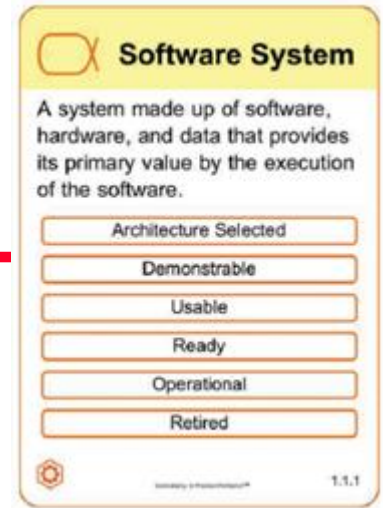 Software System
A system made up of software,
hardware, and data that provides
its primary value by the execution
of the software.
Architecture Selected
Demonstrable
Usable
Ready
Operational
Retired
1.1.1